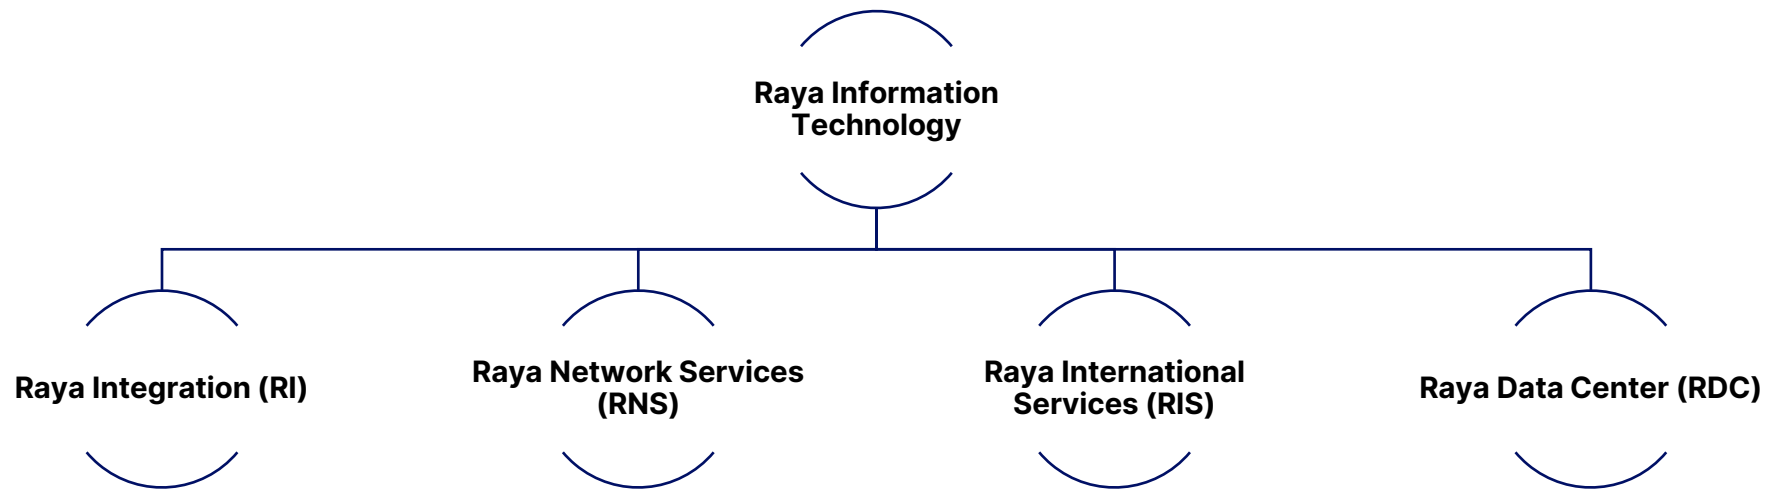 Raya Information
Technology
Raya Integration (RI)
Raya Network Services
(RNS)
Raya International
Services (RIS)
Raya Data Center (RDC)